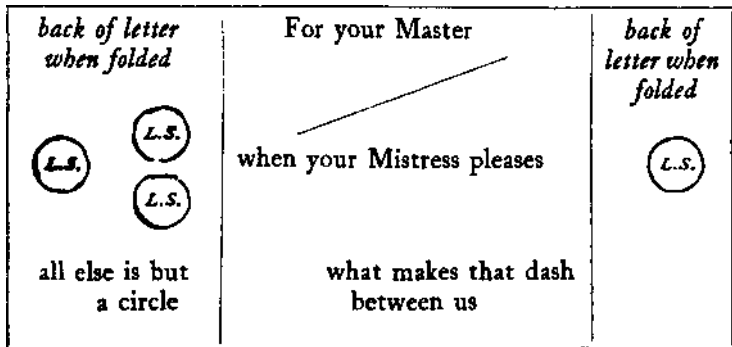 back of letter
when folded
L.S.
L.S.
L.S.
all else is but
a circle
For your Master
when your Mistress pleases
what makes that dash
between us
back of
letter when
folded
L.S.